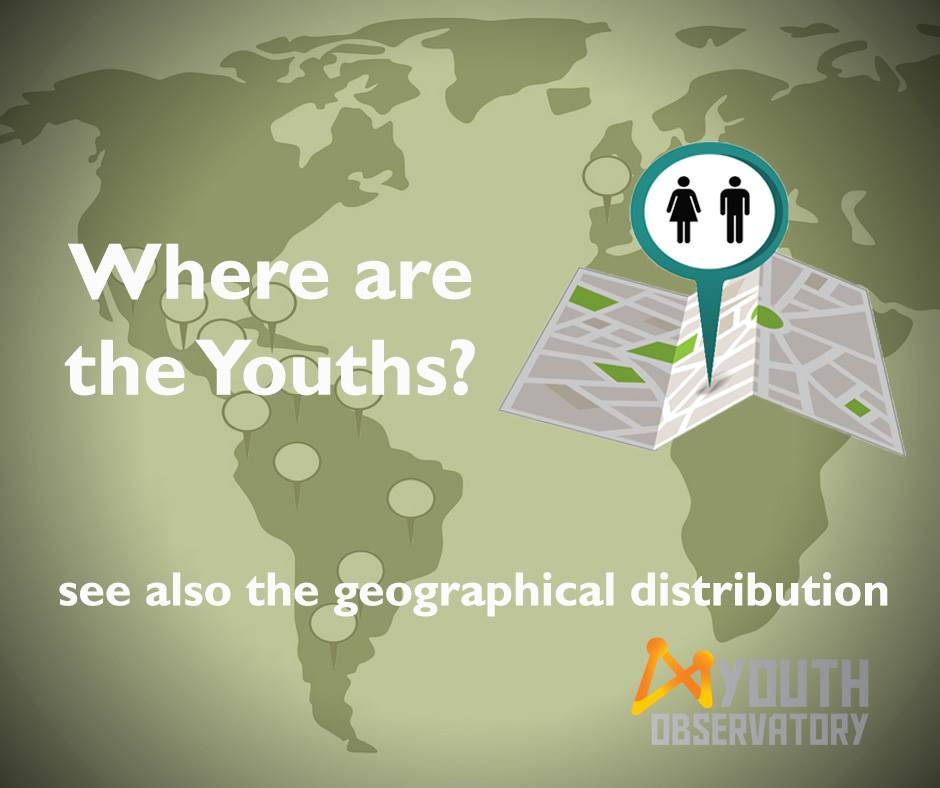 Where are
the Youths?
see also the geographical distribution
YOUTH
OBSERVATORY